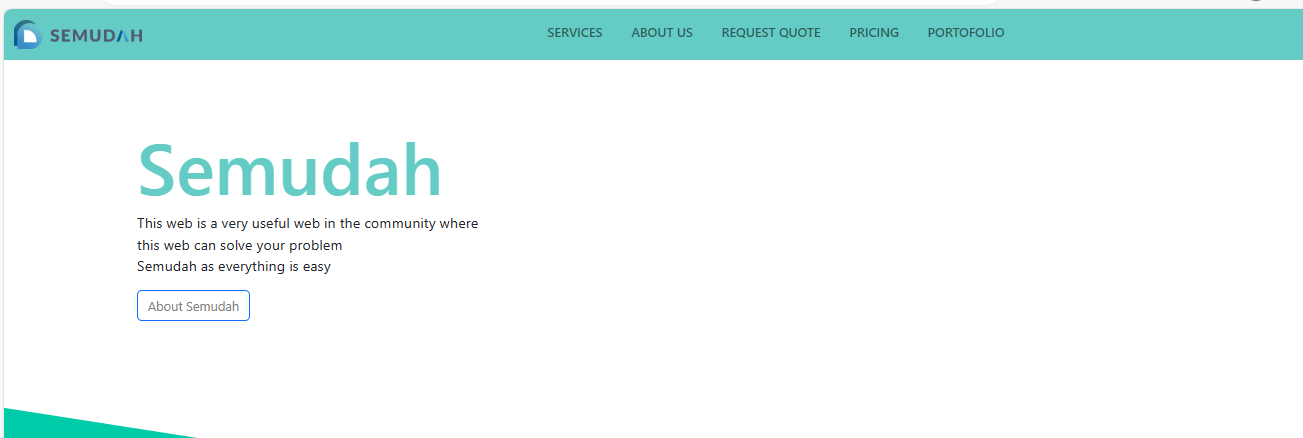 SEMUDAH
SERVICES ABOUT US REQUEST QUOTE PRICING PORTOFOLIO
Semudah
This web is a very useful web in the community where
this web can solve your problem
Semudah as everything is easy
About Semudah